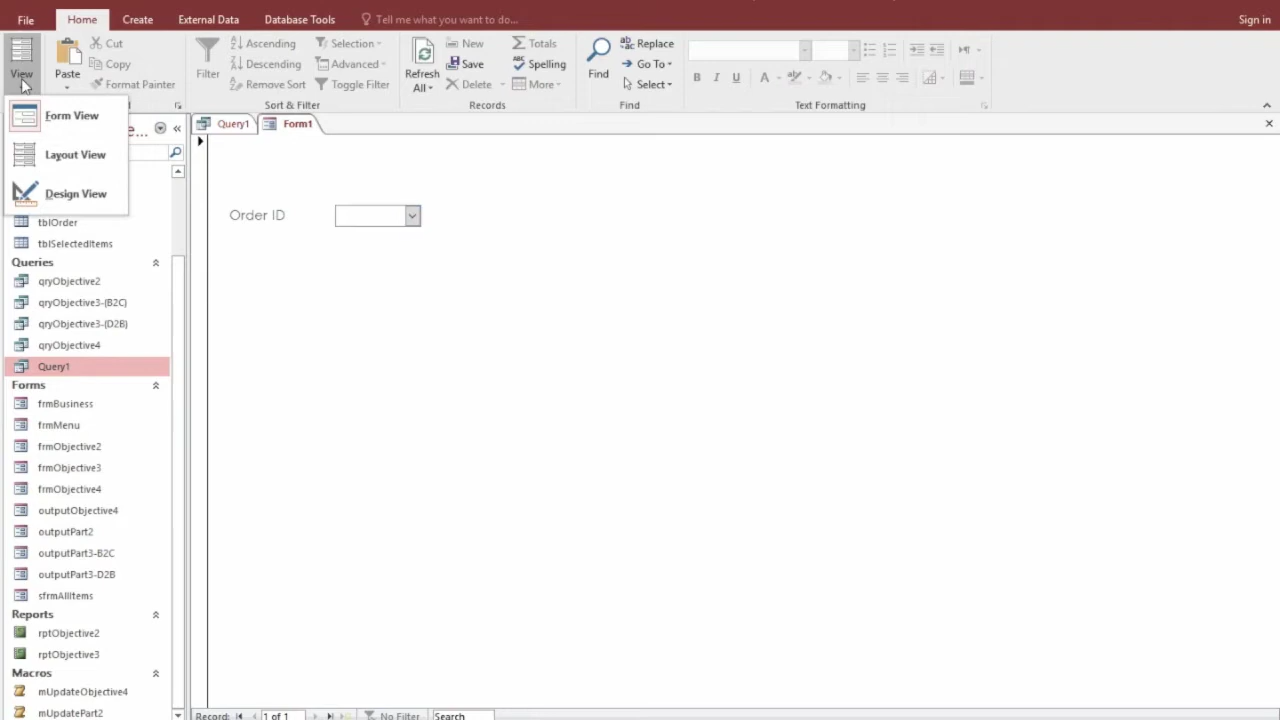 File Home Create External Data Database Tools Tell me what you want to do... Sign in
Cut Ascending Selection New Totals Replace
Copy Descending Advanced Save Spelling Go To
View Paste Format Painter Filter Remove Sort Toggle Filter Refresh All Delete More Find Select B I U A
Sort & Filter Records Find Text Formatting
Form View
Layout View
Design View
e... « Query1 Form1
Order ID
tblOrder
tblSelectedItems
Queries
qryObjective2
qryObjective3-(B2C)
qryObjective3-(D2B)
qryObjective4
Query1
Forms
frmBusiness
frmMenu
frmObjective2
frmObjective3
frmObjective4
outputObjective4
outputPart2
outputPart3-B2C
outputPart3-D2B
sfrmAllItems
Reports
rptObjective2
rptObjective3
Macros
mUpdateObjective4
mUpdatePart2
Record: 1 of 1 No Filter Search